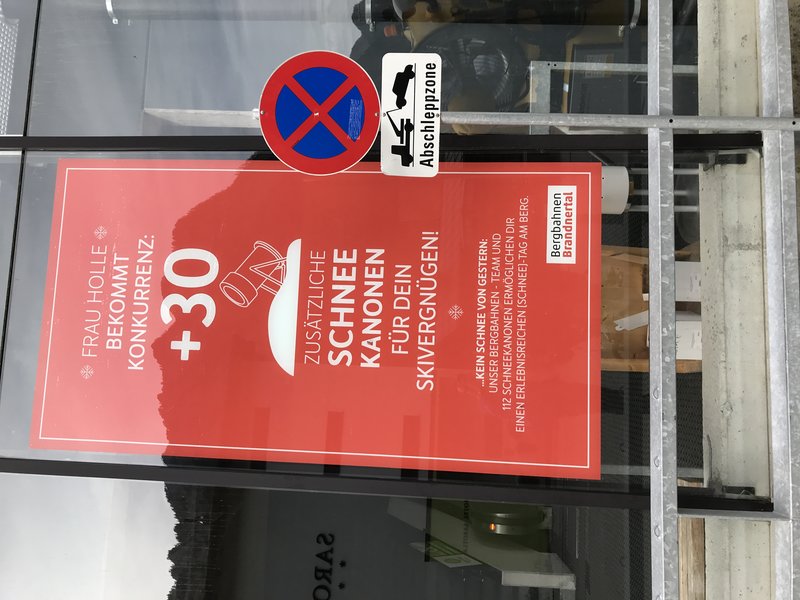 FRAU HOLLE
BEKOMMT
KONKURRENZ:
+30
ZUSÄTZLICHE
SCHNEE
KANONEN
FÜR DEIN
SKIVERGNÜGEN!
...KEIN SCHNEE VON GESTERN:
UNSER BERGBAHNEN - TEAM UND
112 SCHNEEKANONEN ERMÖGLICHEN DIR
EINEN ERLEBNISREICHEN (SCHNEE)-TAG AM BERG.
Bergbahnen
Brandnertal
Abschleppzone